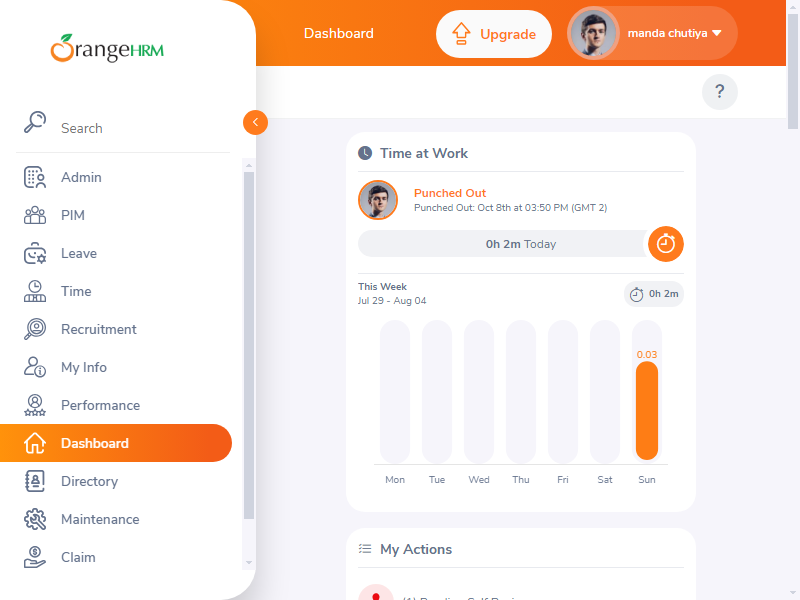 OrangeHRM
Search
Admin
PIM
Leave
Time
Recruitment
My Info
Performance
Dashboard
Directory
Maintenance
Claim
Dashboard
Upgrade
manda chutiya
?
Time at Work
Punched Out
Punched Out: Oct 8th at 03:50 PM (GMT 2)
0h 2m Today
This Week
Jul 29 - Aug 04
0h 2m
0.03
Mon Tue Wed Thu Fri Sat Sun
My Actions